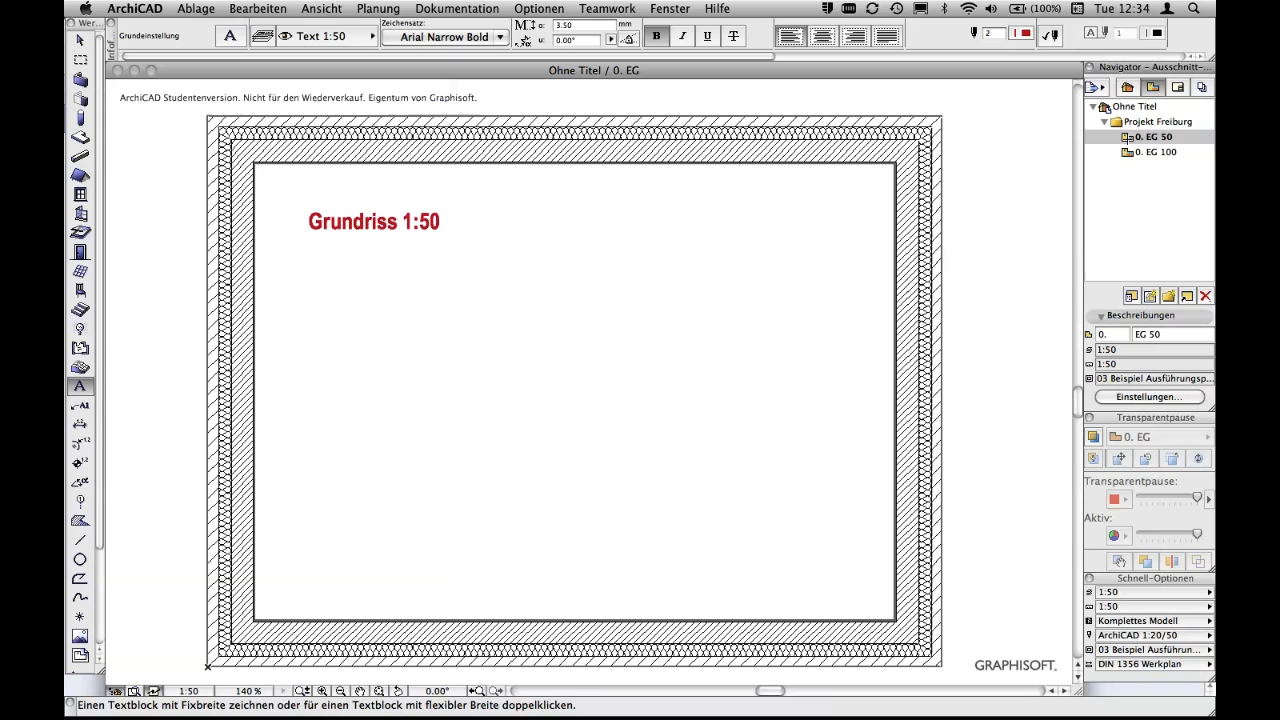 ArchiCAD Ablage Bearbeiten Ansicht Planung Dokumentation Optionen Teamwork Fenster Hilfe (100%) Tue 12:34
Wer...
Grundeinstellung
Text 1:50
Zeichensatz:
Arial Narrow Bold
3.50 mm
u: 0.00°
B I U T
2
A 1
Ohne Titel / 0. EG
Navigator - Ausschnitt-...
ArchiCAD Studentenversion. Nicht für den Wiederverkauf. Eigentum von Graphisoft.
Ohne Titel
Projekt Freiburg
0. EG 50
0. EG 100
Grundriss 1:50
Beschreibungen
0. EG 50
1:50
1:50
03 Beispiel Ausführungsp...
Einstellungen...
Transparentpause
0. EG
Transparentpause:
Aktiv:
Schnell-Optionen
1:50
1:50
Komplettes Modell
ArchiCAD 1:20/50
03 Beispiel Ausführun...
DIN 1356 Werkplan
GRAPHISOFT.
1:50 140 % 0.00°
Einen Textblock mit Fixbreite zeichnen oder für einen Textblock mit flexibler Breite doppelklicken.